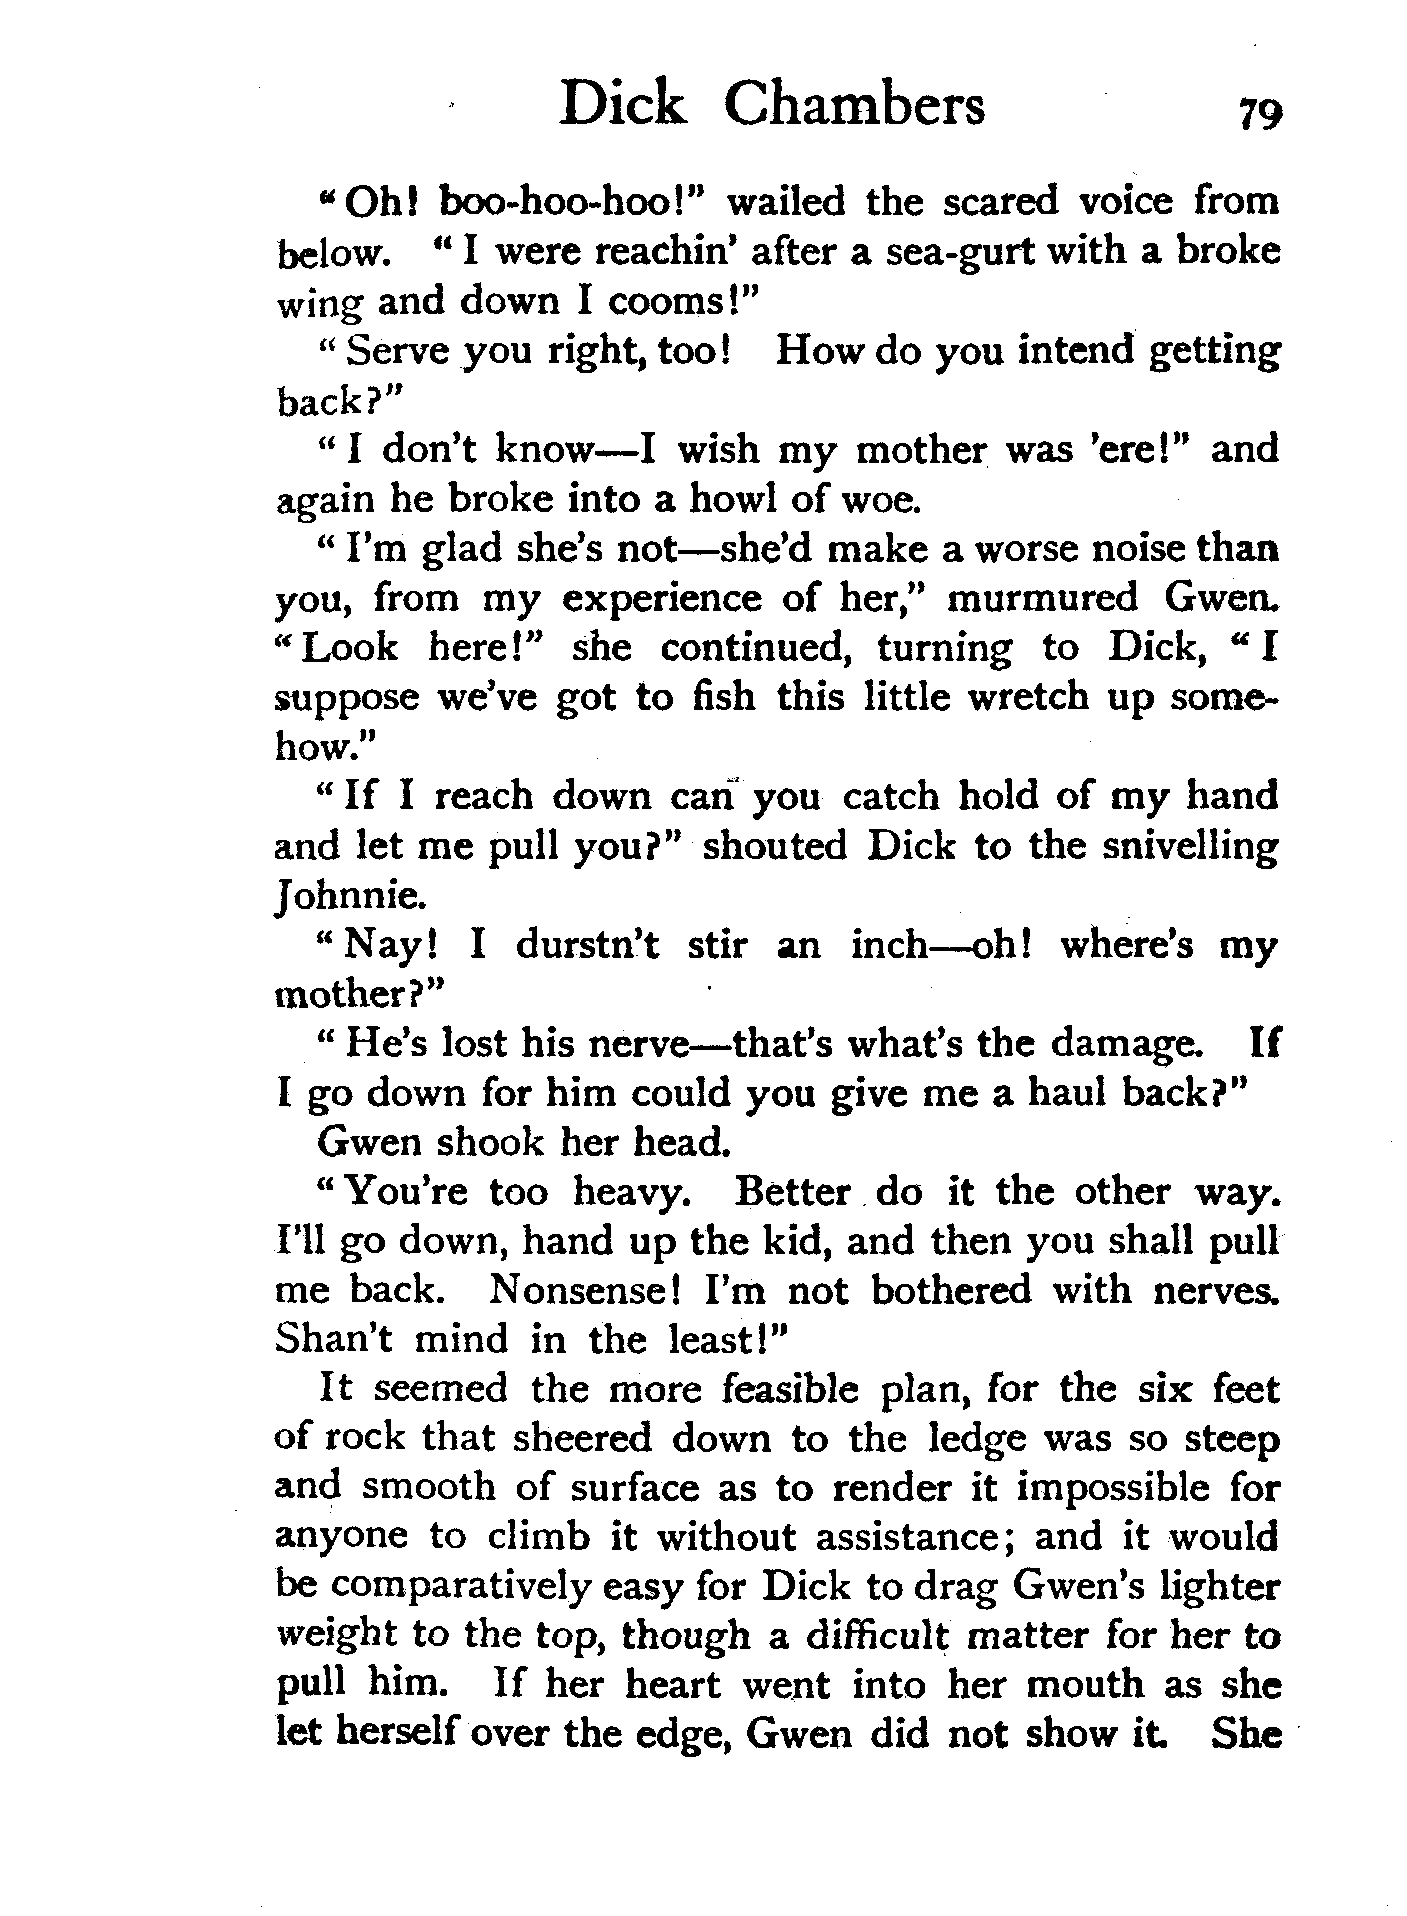 Dick Chambers 79
"Oh! boo-hoo-hoo!" wailed the scared voice from
below. "I were reachin' after a sea-gurt with a broke
wing and down I cooms!"
"Serve you right, too! How do you intend getting
back?"
"I don't know—I wish my mother was 'ere!" and
again he broke into a howl of woe.
"I'm glad she's not—she'd make a worse noise than
you, from my experience of her," murmured Gwen.
"Look here!" she continued, turning to Dick, "I
suppose we've got to fish this little wretch up some-
how."
"If I reach down can you catch hold of my hand
and let me pull you?" shouted Dick to the snivelling
Johnnie.
"Nay! I durstn't stir an inch—oh! where's my
mother?"
"He's lost his nerve—that's what's the damage. If
I go down for him could you give me a haul back?"
Gwen shook her head.
"You're too heavy. Better do it the other way.
I'll go down, hand up the kid, and then you shall pull
me back. Nonsense! I'm not bothered with nerves.
Shan't mind in the least!"
It seemed the more feasible plan, for the six feet
of rock that sheered down to the ledge was so steep
and smooth of surface as to render it impossible for
anyone to climb it without assistance; and it would
be comparatively easy for Dick to drag Gwen's lighter
weight to the top, though a difficult matter for her to
pull him. If her heart went into her mouth as she
let herself over the edge, Gwen did not show it. She